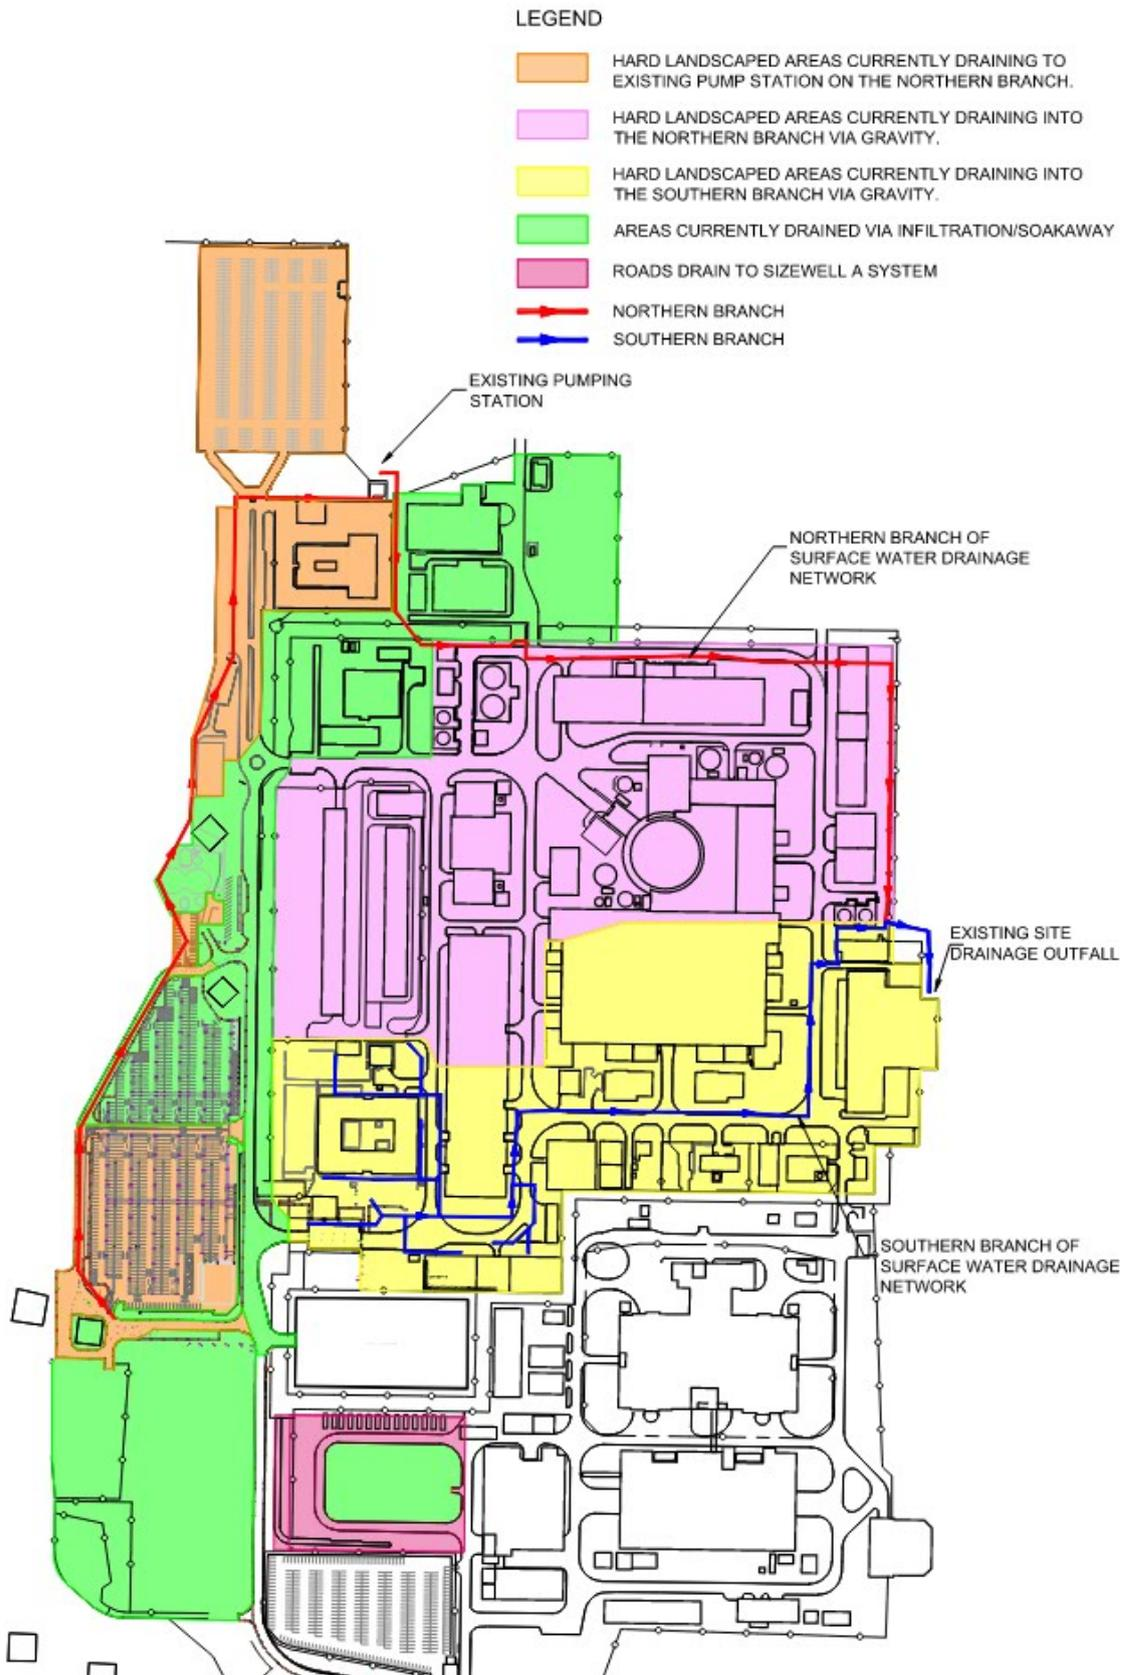 LEGEND
HARD LANDSCAPED AREAS CURRENTLY DRAINING TO
EXISTING PUMP STATION ON THE NORTHERN BRANCH.
HARD LANDSCAPED AREAS CURRENTLY DRAINING INTO
THE NORTHERN BRANCH VIA GRAVITY.
HARD LANDSCAPED AREAS CURRENTLY DRAINING INTO
THE SOUTHERN BRANCH VIA GRAVITY.
AREAS CURRENTLY DRAINED VIA INFILTRATION/SOAKAWAY
ROADS DRAIN TO SIZEWELL A SYSTEM
NORTHERN BRANCH
SOUTHERN BRANCH
EXISTING PUMPING
STATION
NORTHERN BRANCH OF
SURFACE WATER DRAINAGE
NETWORK
EXISTING SITE
DRAINAGE OUTFALL
SOUTHERN BRANCH OF
SURFACE WATER DRAINAGE
NETWORK